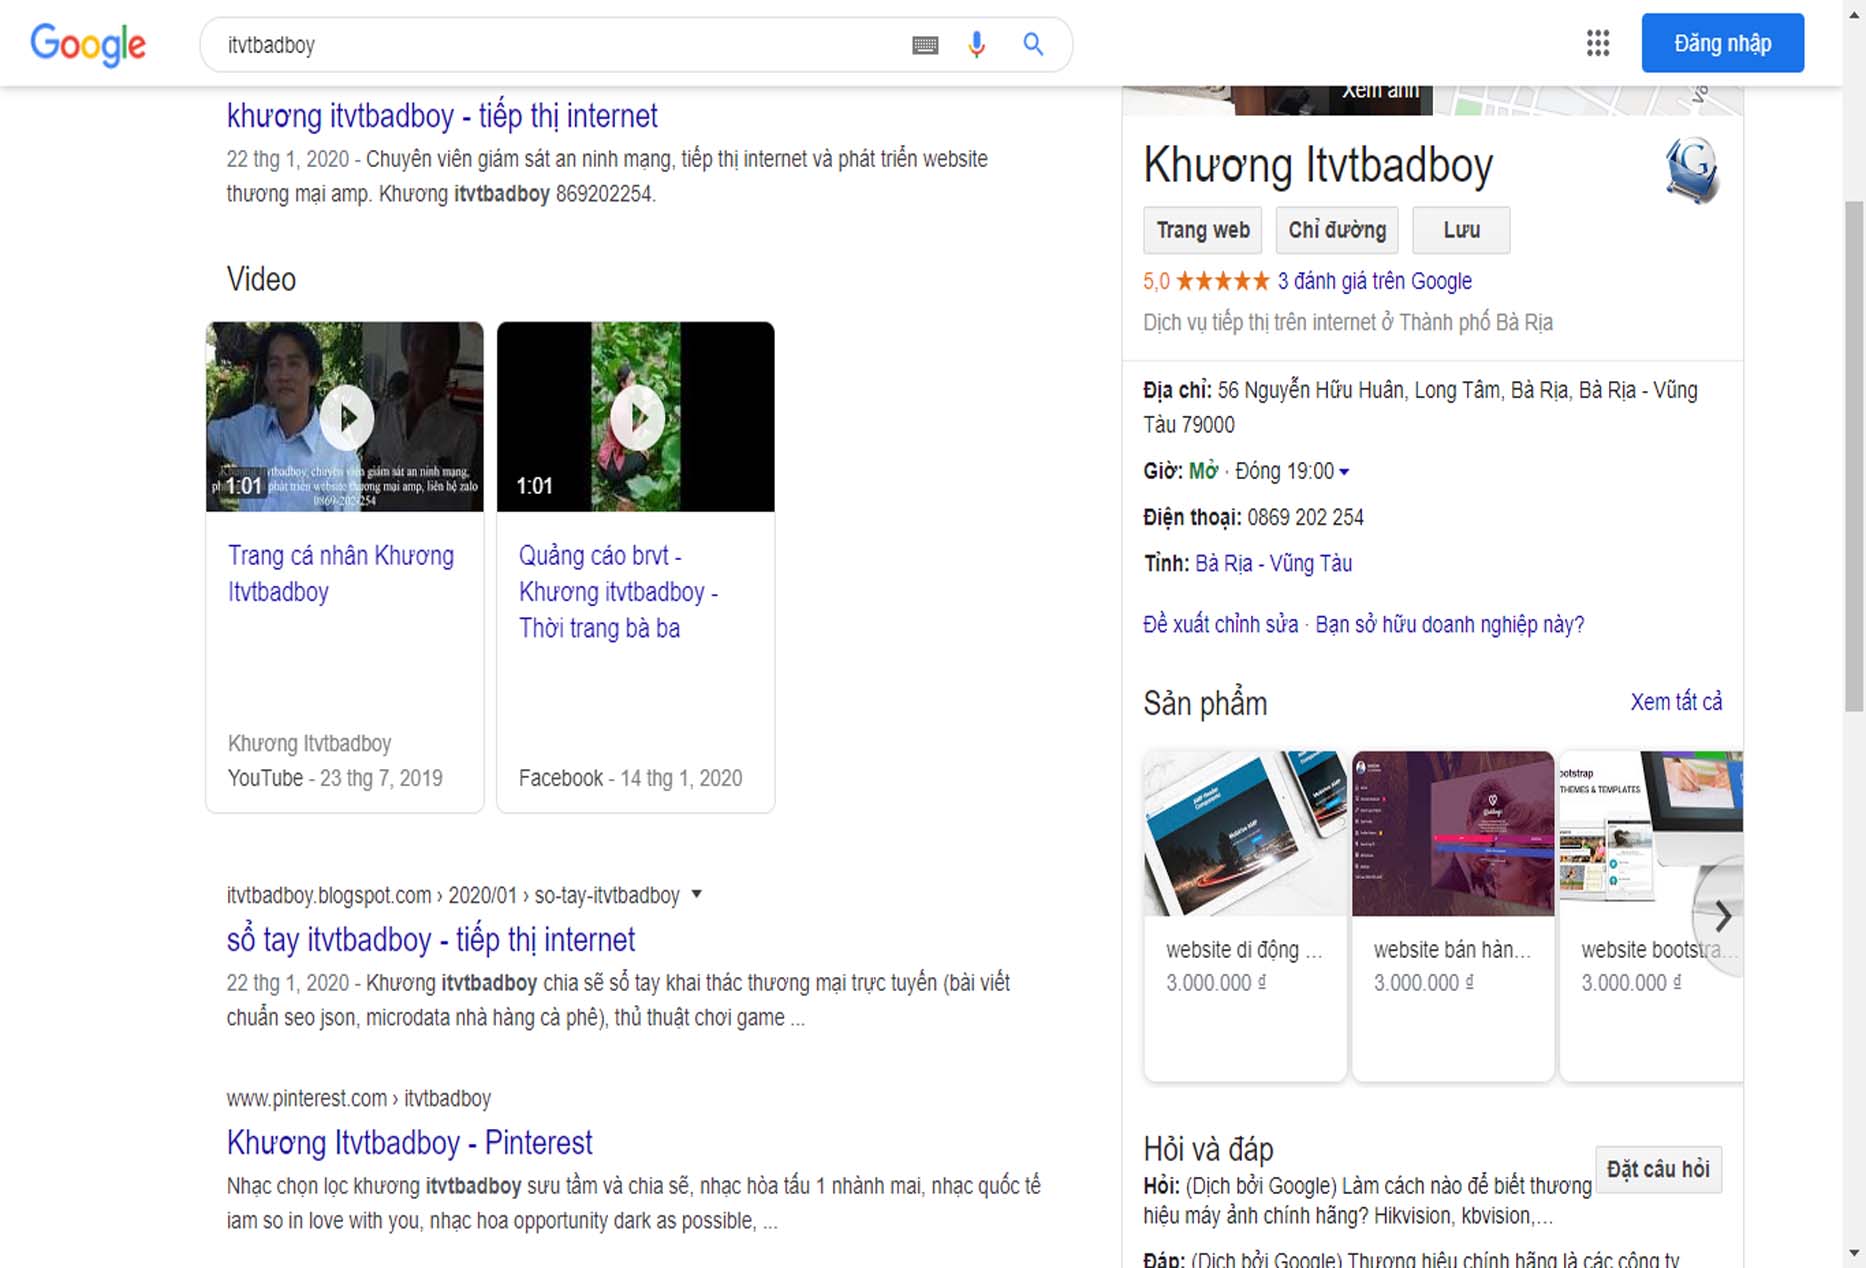 Google
itvtbadboy
Đăng nhập
khương itvtbadboy - tiếp thị internet
22 thg 1, 2020 - Chuyên viên giám sát an ninh mạng, tiếp thị internet và phát triển website
thương mại amp. Khương itvtbadboy 869202254.
Video
Khương Itvtbadboy, chuyên viên giám sát an ninh mạng,
phát triển website thương mại amp, liên hệ zalo
0869-202-254
1:01
Trang cá nhân Khương
Itvtbadboy
Khương Itvtbadboy
YouTube - 23 thg 7, 2019
1:01
Quảng cáo brvt -
Khương itvtbadboy -
Thời trang bà ba
Facebook - 14 thg 1, 2020
itvtbadboy.blogspot.com › 2020/01 › so-tay-itvtbadboy
sổ tay itvtbadboy - tiếp thị internet
22 thg 1, 2020 - Khương itvtbadboy chia sẽ sổ tay khai thác thương mại trực tuyến (bài viết
chuẩn seo json, microdata nhà hàng cà phê), thủ thuật chơi game ...
www.pinterest.com › itvtbadboy
Khương Itvtbadboy - Pinterest
Nhạc chọn lọc khương itvtbadboy sưu tầm và chia sẽ, nhạc hòa tấu 1 nhành mai, nhạc quốc tế
iam so in love with you, nhạc hoa opportunity dark as possible, ...
Xem ảnh
Khương Itvtbadboy
Trang web
Chỉ đường
Lưu
5,0 ★★★★★ 3 đánh giá trên Google
Dịch vụ tiếp thị trên internet ở Thành phố Bà Rịa
Địa chỉ: 56 Nguyễn Hữu Huân, Long Tâm, Bà Rịa, Bà Rịa - Vũng
Tàu 79000
Giờ: Mở · Đóng 19:00
Điện thoại: 0869 202 254
Tỉnh: Bà Rịa - Vũng Tàu
Đề xuất chỉnh sửa · Bạn sở hữu doanh nghiệp này?
Sản phẩm
Xem tất cả
AMP Header
Components
Mobirise AMP
website di động ...
3.000.000 ₫
website bán hàn...
3.000.000 ₫
ootstrap
THEMES & TEMPLATES
website bootstra...
3.000.000 ₫
Hỏi và đáp
Đặt câu hỏi
Hỏi: (Dịch bởi Google) Làm cách nào để biết thương
hiệu máy ảnh chính hãng? Hikvision, kbvision,...
Đáp: (Dịch bởi Google) Thương hiệu chính hãng là các công ty